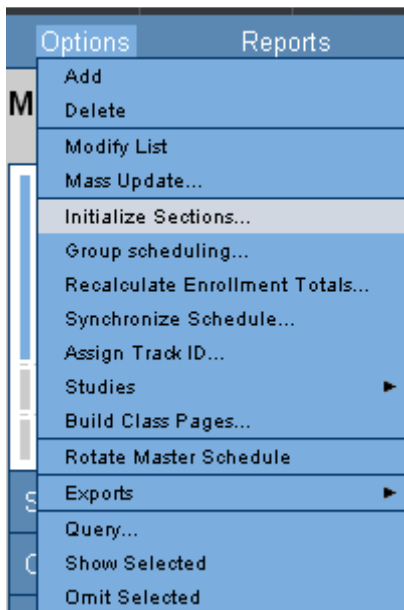 Options Reports
Add
M
Delete
Modify List
Mass Update...
Initialize Sections...
Group scheduling...
Recalculate Enrollment Totals...
Synchronize Schedule...
Assign Track ID...
Studies
Build Class Pages...
Rotate Master Schedule
Exports
S
Query...
Show Selected
Omit Selected